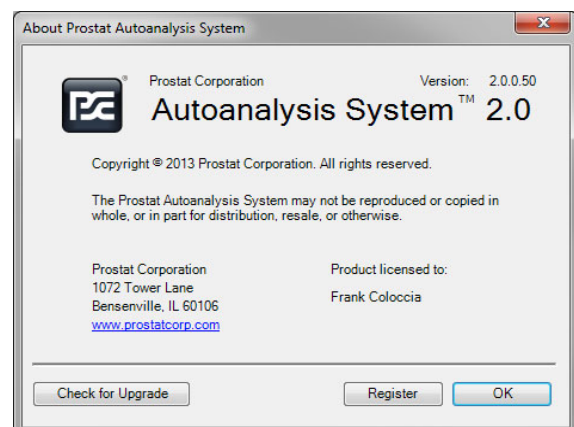 About Prostat Autoanalysis System
PSC®
Prostat Corporation Version: 2.0.0.50
Autoanalysis System™ 2.0
Copyright © 2013 Prostat Corporation. All rights reserved.
The Prostat Autoanalysis System may not be reproduced or copied in
whole, or in part for distribution, resale, or otherwise.
Prostat Corporation
1072 Tower Lane
Bensenville, IL 60106
www.prostatcorp.com
Product licensed to:
Frank Coloccia
Check for Upgrade
Register
OK